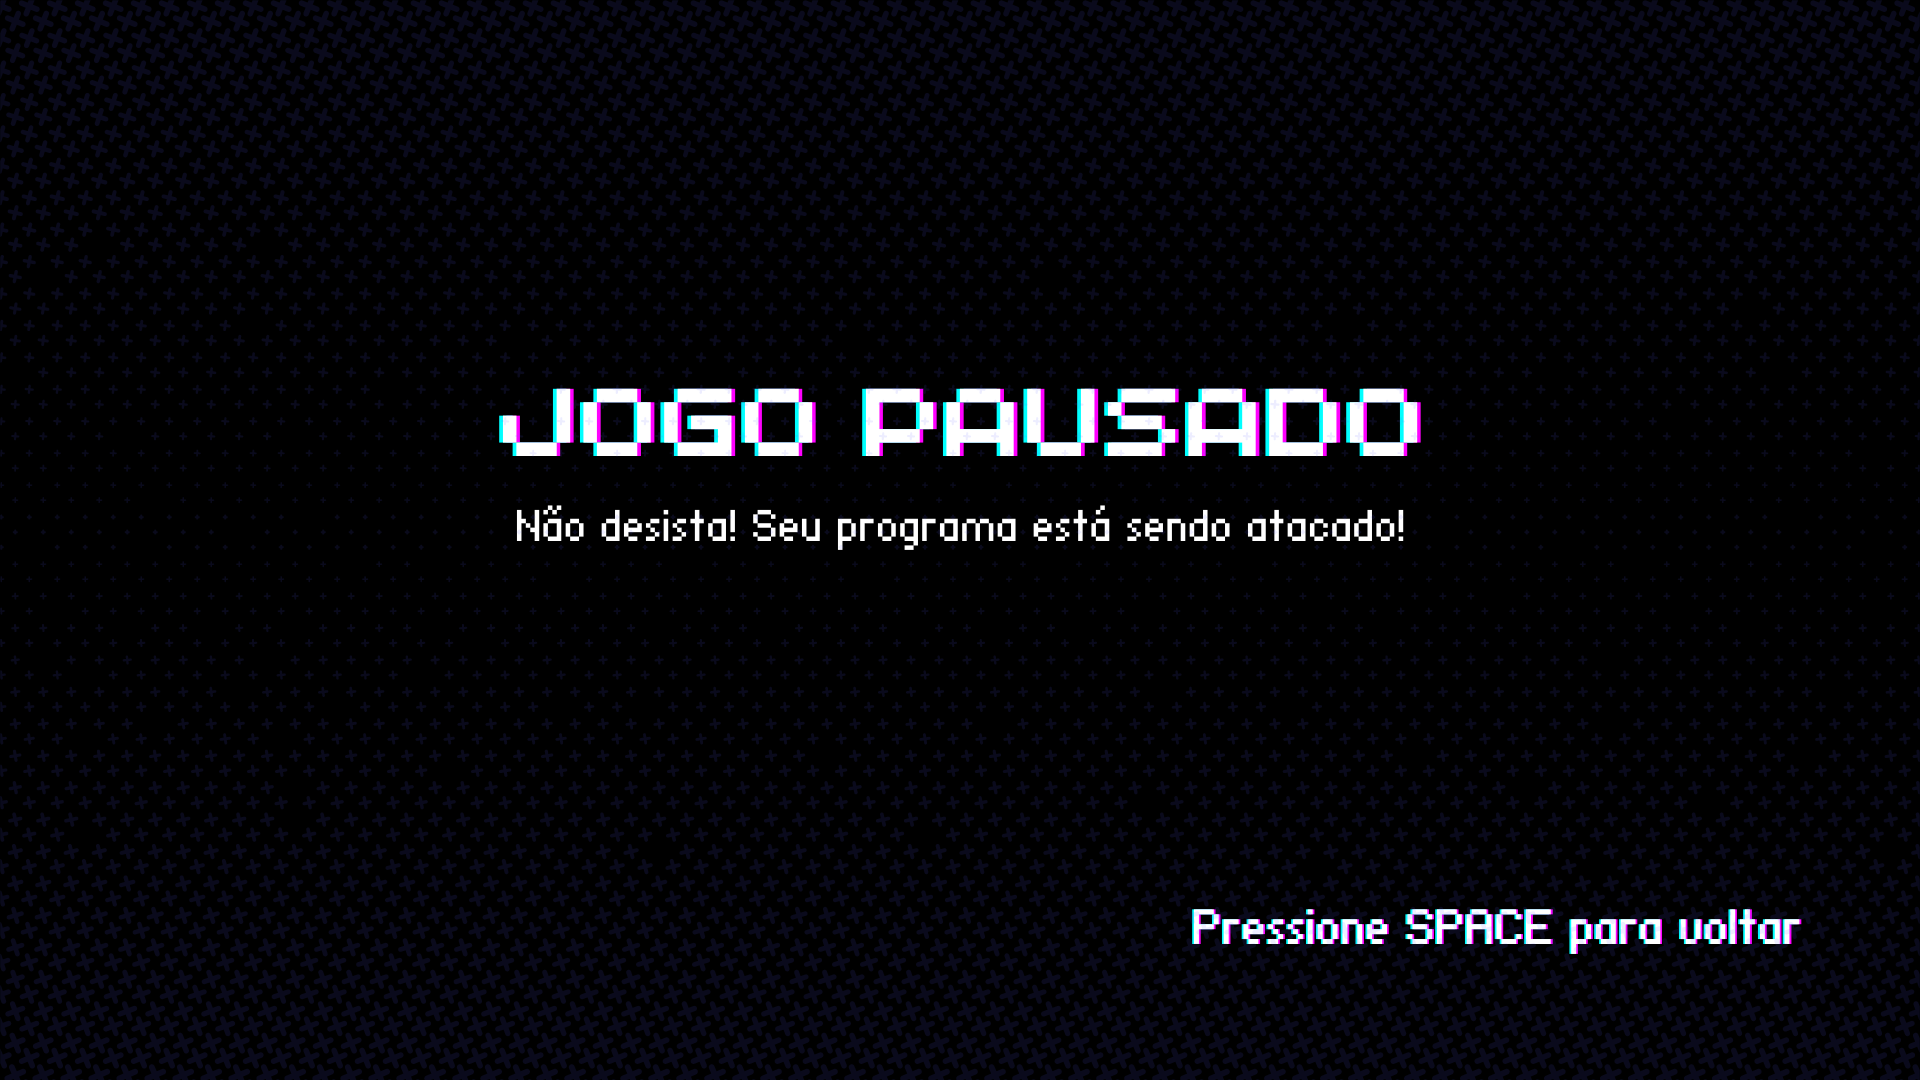 JOGO PAUSADO
Não desista! Seu programa está sendo atacado!
Pressione SPACE para voltar